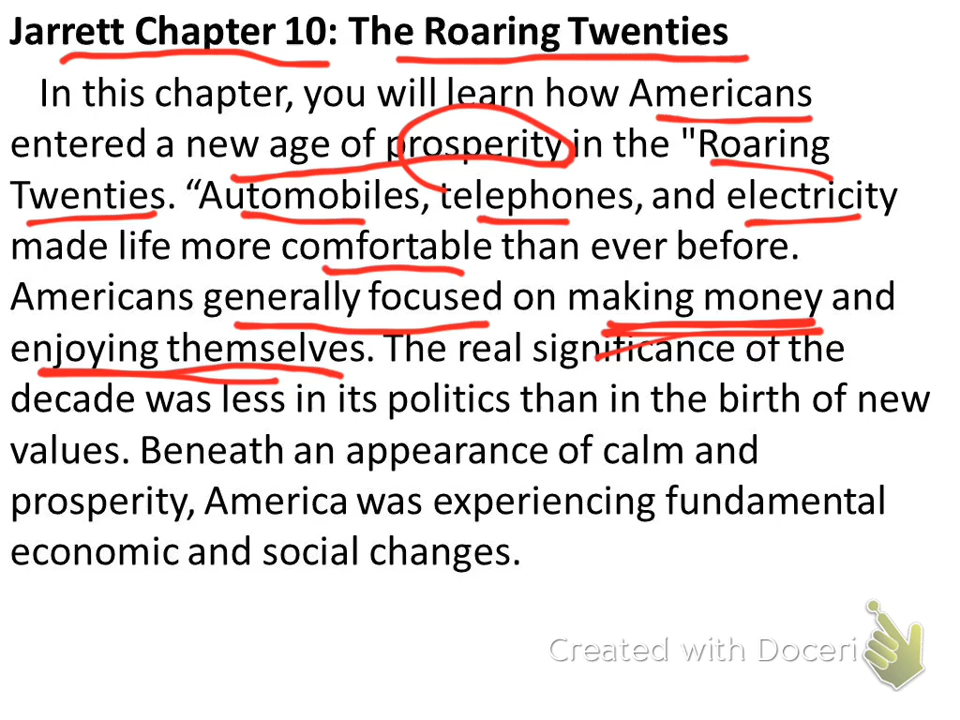 Jarrett Chapter 10: The Roaring Twenties
In this chapter, you will learn how Americans
entered a new age of prosperity in the "Roaring
Twenties. “Automobiles, telephones, and electricity
made life more comfortable than ever before.
Americans generally focused on making money and
enjoying themselves. The real significance of the
decade was less in its politics than in the birth of new
values. Beneath an appearance of calm and
prosperity, America was experiencing fundamental
economic and social changes.
Created with Doceri